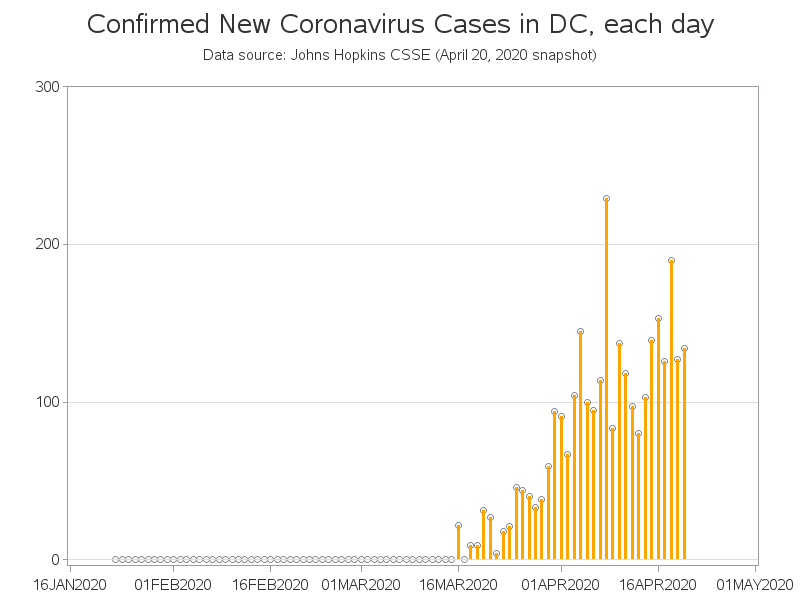 Confirmed New Coronavirus Cases in DC, each day
Data source: Johns Hopkins CSSE (April 20, 2020 snapshot)
300
200
100
0
16JAN2020 01FEB2020 16FEB2020 01MAR2020 16MAR2020 01APR2020 16APR2020 01MAY2020